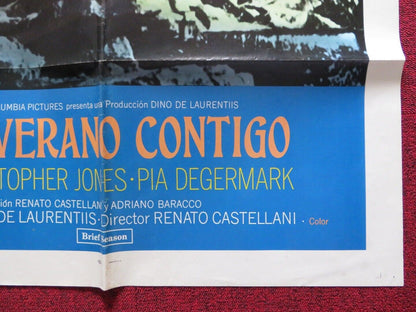 UMBIA PICTURES presenta una Producción DINO DE LAURENTIIS
VERANO CONTIGO
TOPHER JONES · PIA DEGERMARK
ión RENATO CASTELLANI y ADRIANO BARACCO
DE LAURENTIIS · Director RENATO CASTELLANI · Color
Brief Season